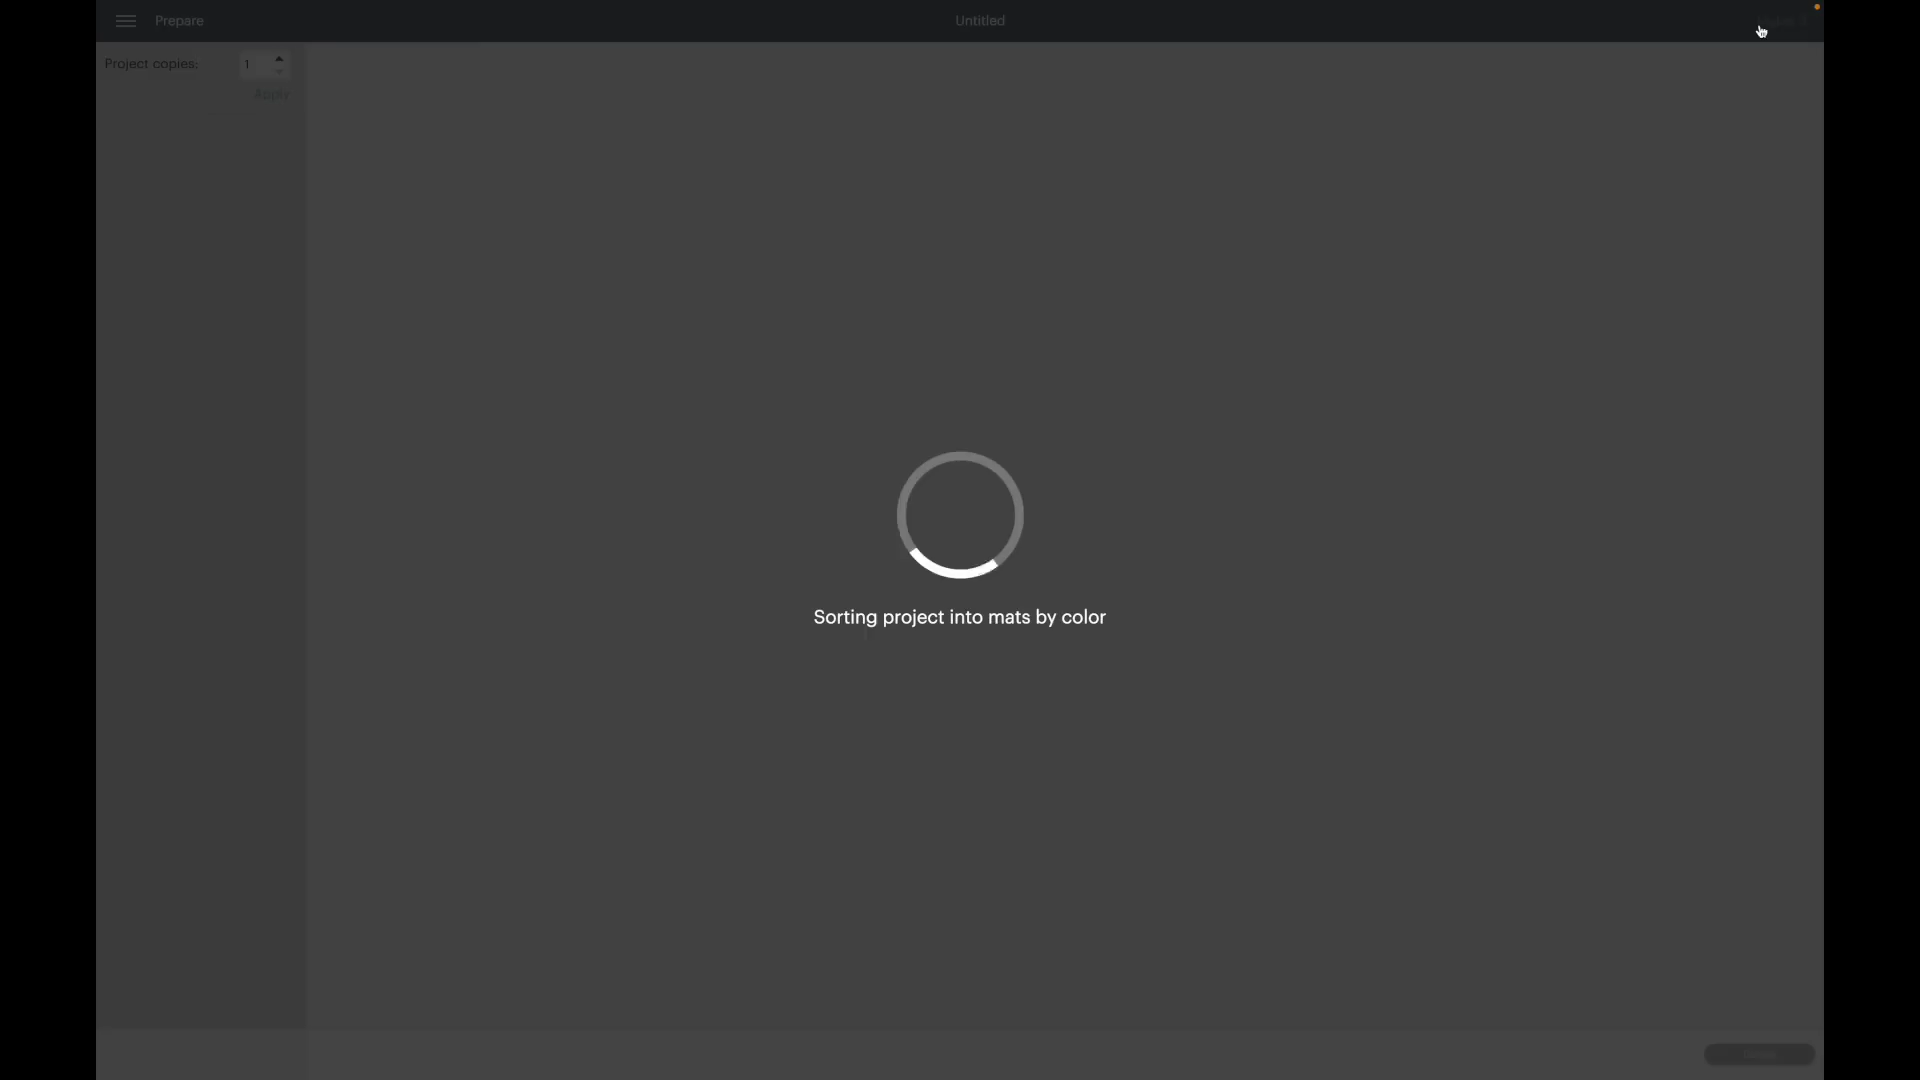 Prepare
Untitled
Project copies:
1
Apply
Sorting project into mats by color